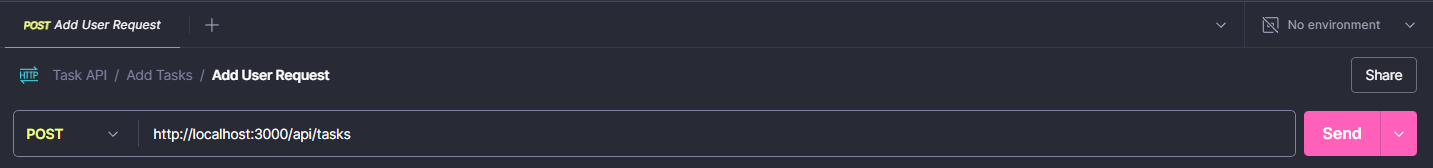 POST Add User Request + No environment
HTTP Task API / Add Tasks / Add User Request Share
POST http://localhost:3000/api/tasks Send